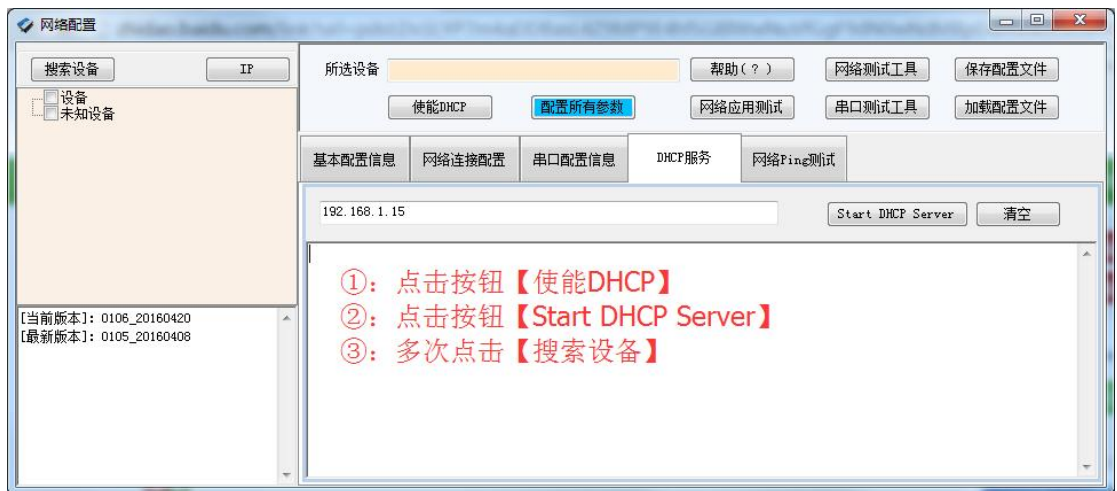 网络配置
搜索设备
IP
设备
未知设备
[当前版本]: 0106_20160420
[最新版本]: 0105_20160408
所选设备
帮助(?)
网络测试工具
保存配置文件
使能DHCP
配置所有参数
网络应用测试
串口测试工具
加载配置文件
基本配置信息
网络连接配置
串口配置信息
DHCP服务
网络Ping测试
192.168.1.15
Start DHCP Server
清空
①：点击按钮【使能DHCP】
②：点击按钮【Start DHCP Server】
③：多次点击【搜索设备】